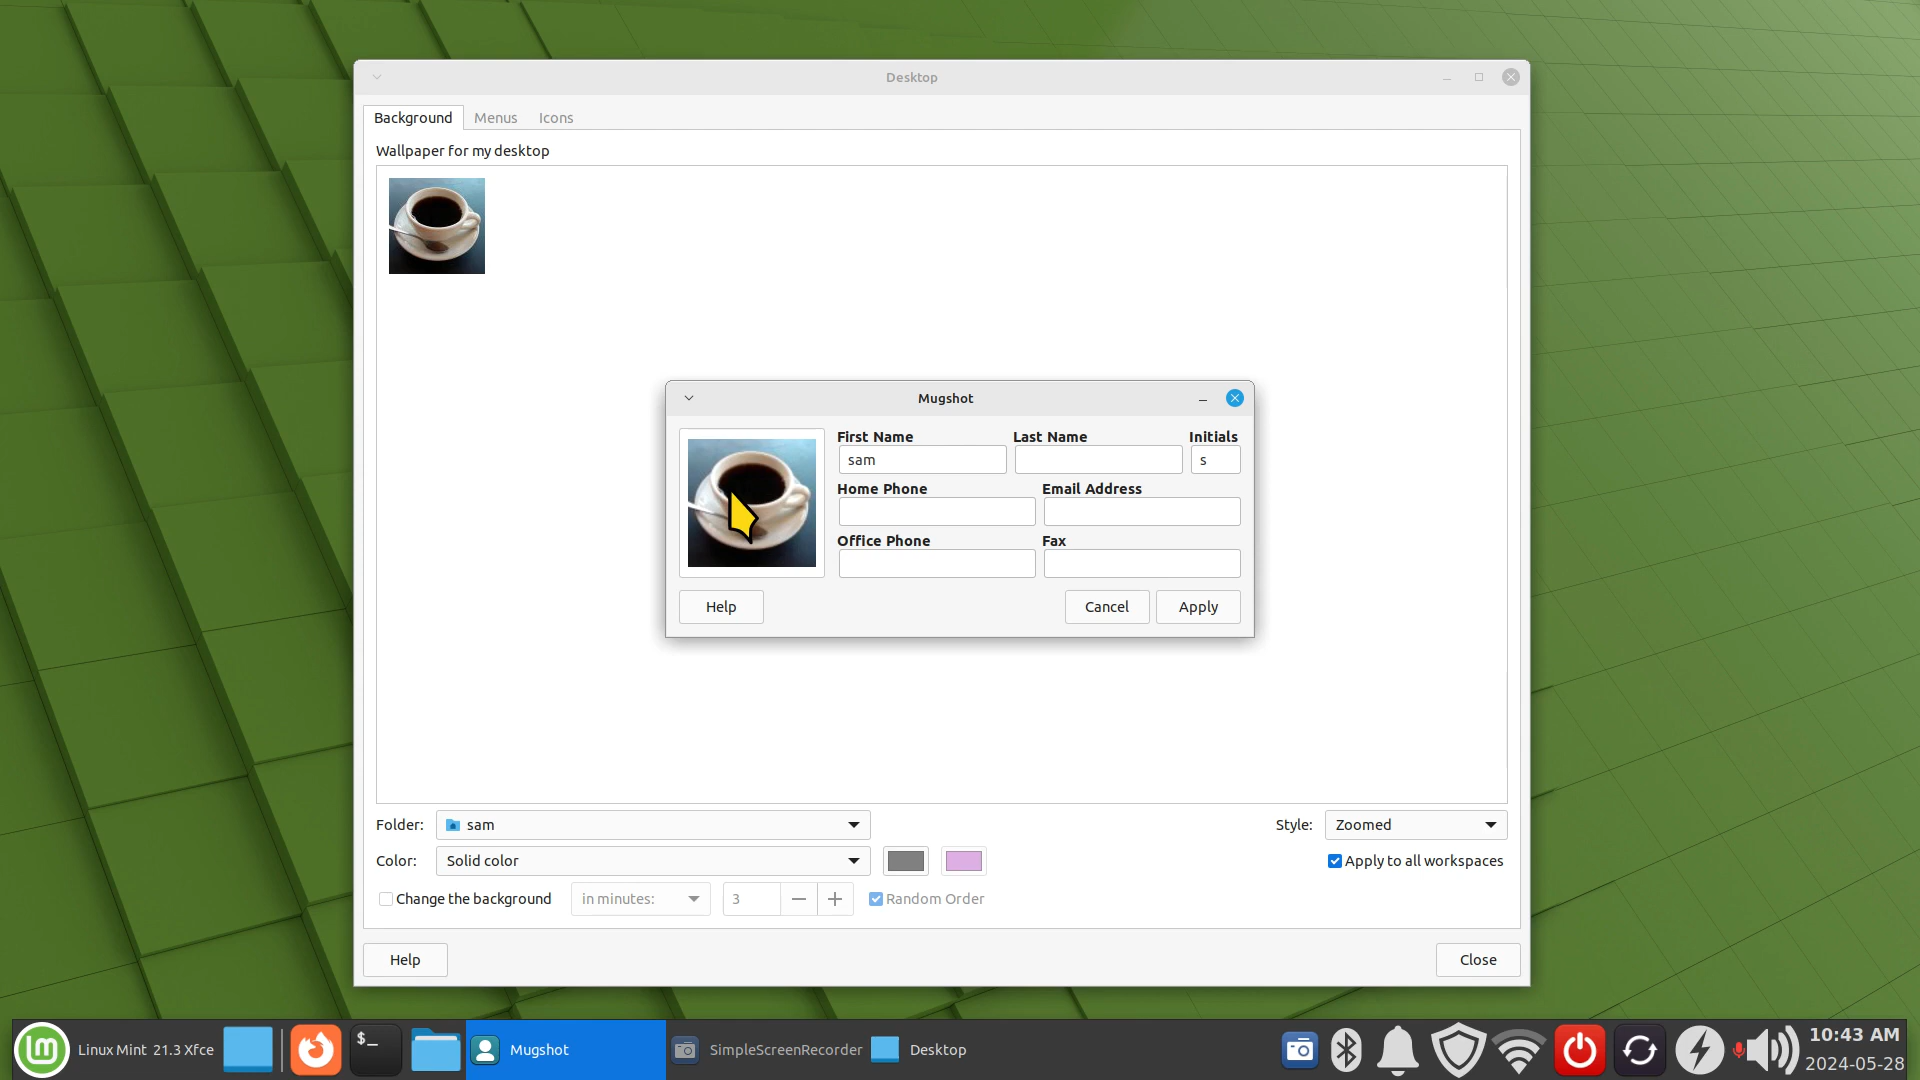 Desktop
Background Menus Icons
Wallpaper for my desktop
Mugshot
First Name Last Name Initials
sam s
Home Phone Email Address
Office Phone Fax
Help Cancel Apply
Folder: sam Style: Zoomed
Color: Solid color Apply to all workspaces
Change the background in minutes: 3 Random Order
Help Close
Linux Mint 21.3 Xfce $_ Mugshot SimpleScreenRecorder Desktop 10:43 AM
2024-05-28